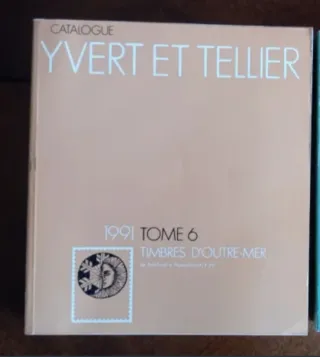 CATALOGUE
YVERT ET TELLIER
1991 TOME 6
TIMBRES D'OUTRE-MER